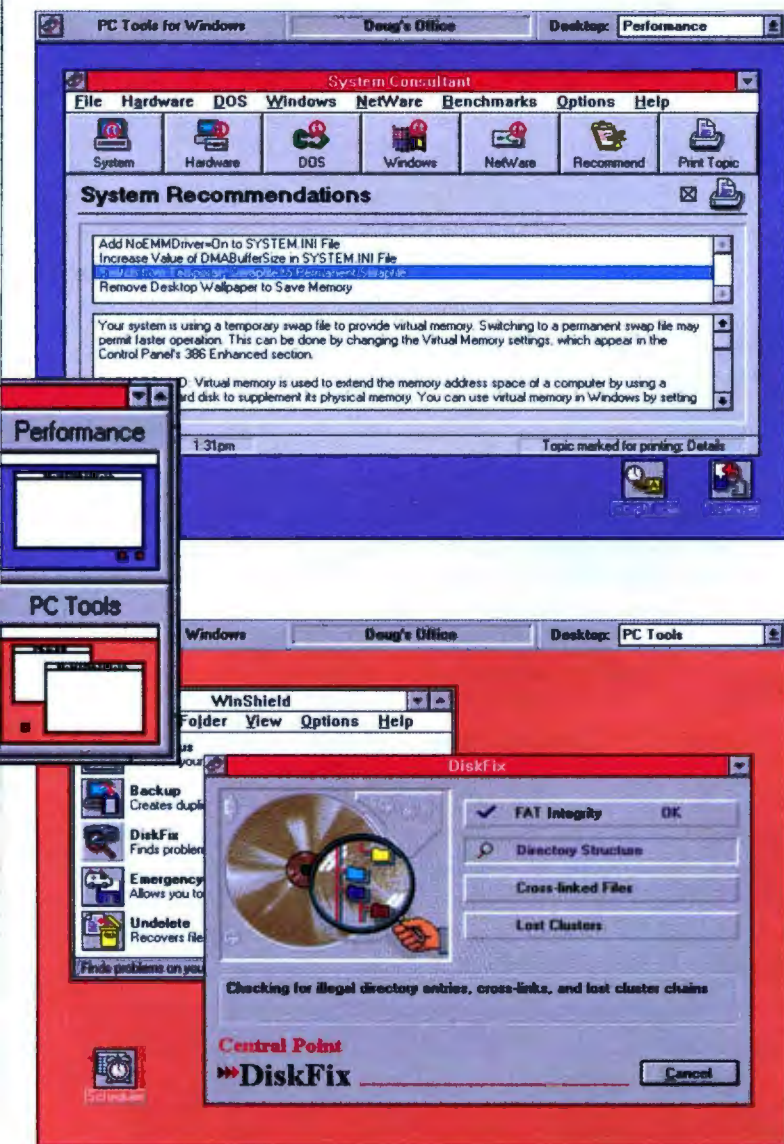 PC Tools for Windows
Doug's Office
Desktop: Performance
System Consultant
File Hardware DOS Windows NetWare Benchmarks Options Help
System Hardware DOS Windows NetWare Recommend Print Topic
System Recommendations
Add NoEMMDriver=On to SYSTEM.INI File
Increase Value of DMABufferSize in SYSTEM.INI File
Switch from Temporary Swapfile to Permanent Swapfile
Remove Desktop Wallpaper to Save Memory
Your system is using a temporary swap file to provide virtual memory. Switching to a permanent swap file may
permit faster operation. This can be done by changing the Virtual Memory settings, which appear in the
Control Panel's 386 Enhanced section.
D: Virtual memory is used to extend the memory address space of a computer by using a
rd disk to supplement its physical memory. You can use virtual memory in Windows by setting
1:31pm
Topic marked for printing: Details
Performance
PC Tools
Windows
Doug's Office
Desktop: PC Tools
WinShield
Folder View Options Help
us
your
Backup
Creates dupli
DiskFix
Finds problem
Emergency
Allows you to
Undelete
Recovers file
Finds problems on you
Scheduler
DiskFix
FAT Integrity OK
Directory Structure
Cross-linked Files
Lost Clusters
Checking for illegal directory entries, cross-links, and lost cluster chains
Central Point
DiskFix
Cancel